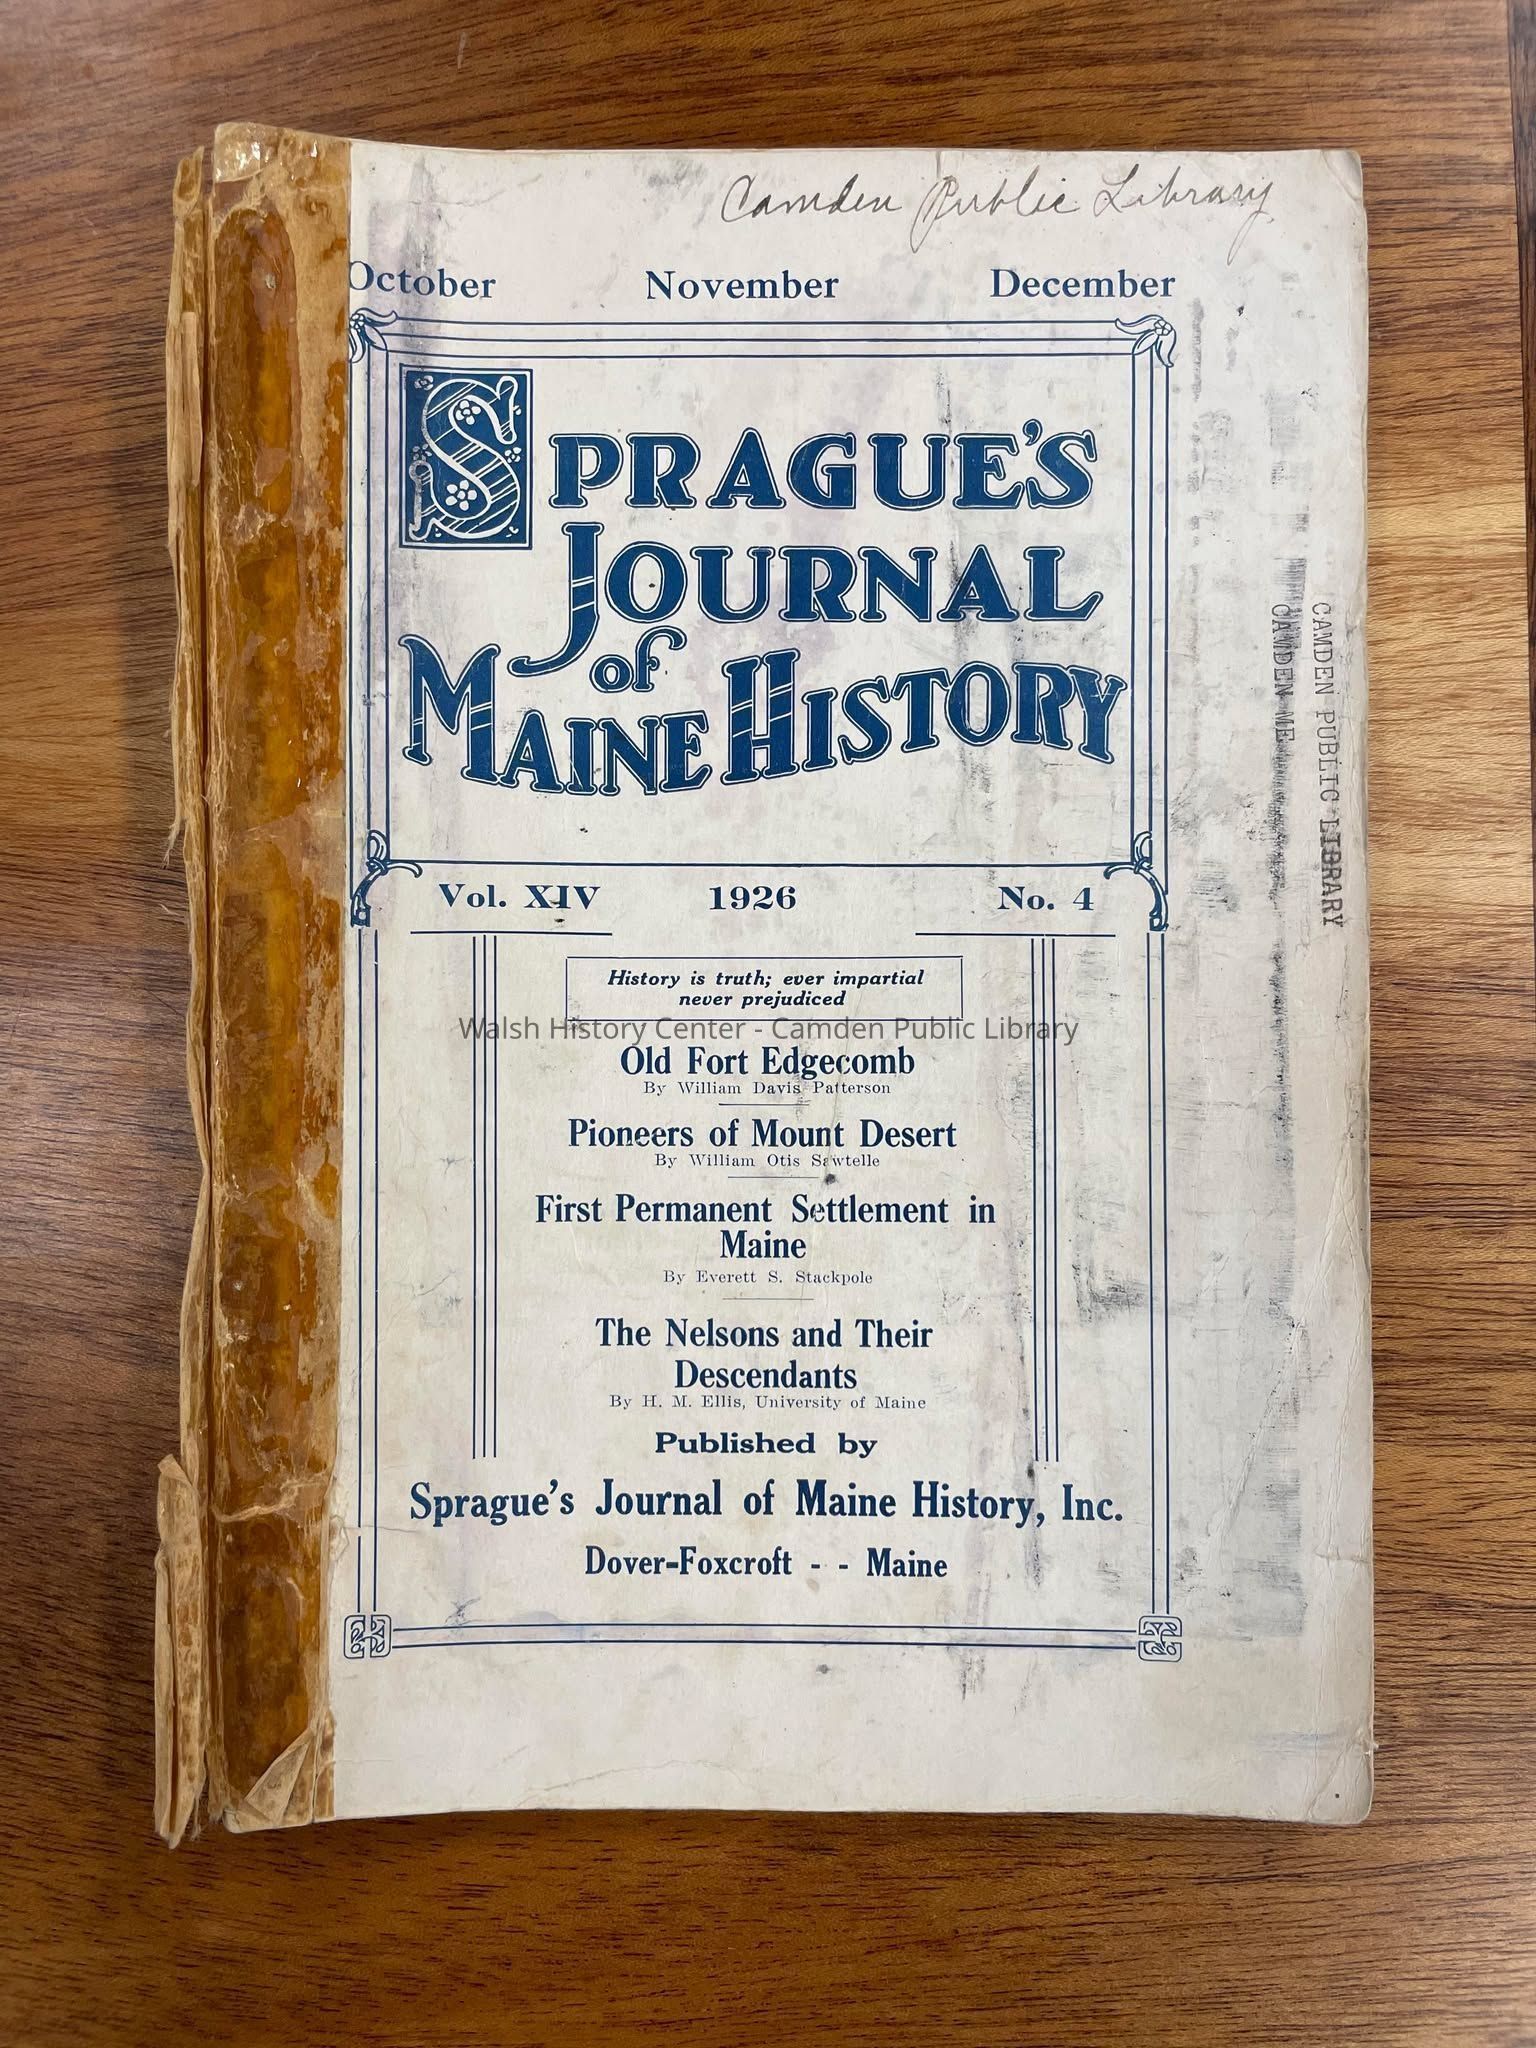 Camden Public Library
October November December
SPRAGUE'S
JOURNAL
of
MAINE HISTORY
Vol. XIV 1926 No. 4
History is truth; ever impartial
never prejudiced
Walsh History Center - Camden Public Library
Old Fort Edgecomb
By William Davis Patterson
Pioneers of Mount Desert
By William Otis Sawtelle
First Permanent Settlement in
Maine
By Everett S. Stackpole
The Nelsons and Their
Descendants
By H. M. Ellis, University of Maine
Published by
Sprague's Journal of Maine History, Inc.
Dover-Foxcroft - - Maine
CAMDEN PUBLIC LIBRARY
CAMDEN ME